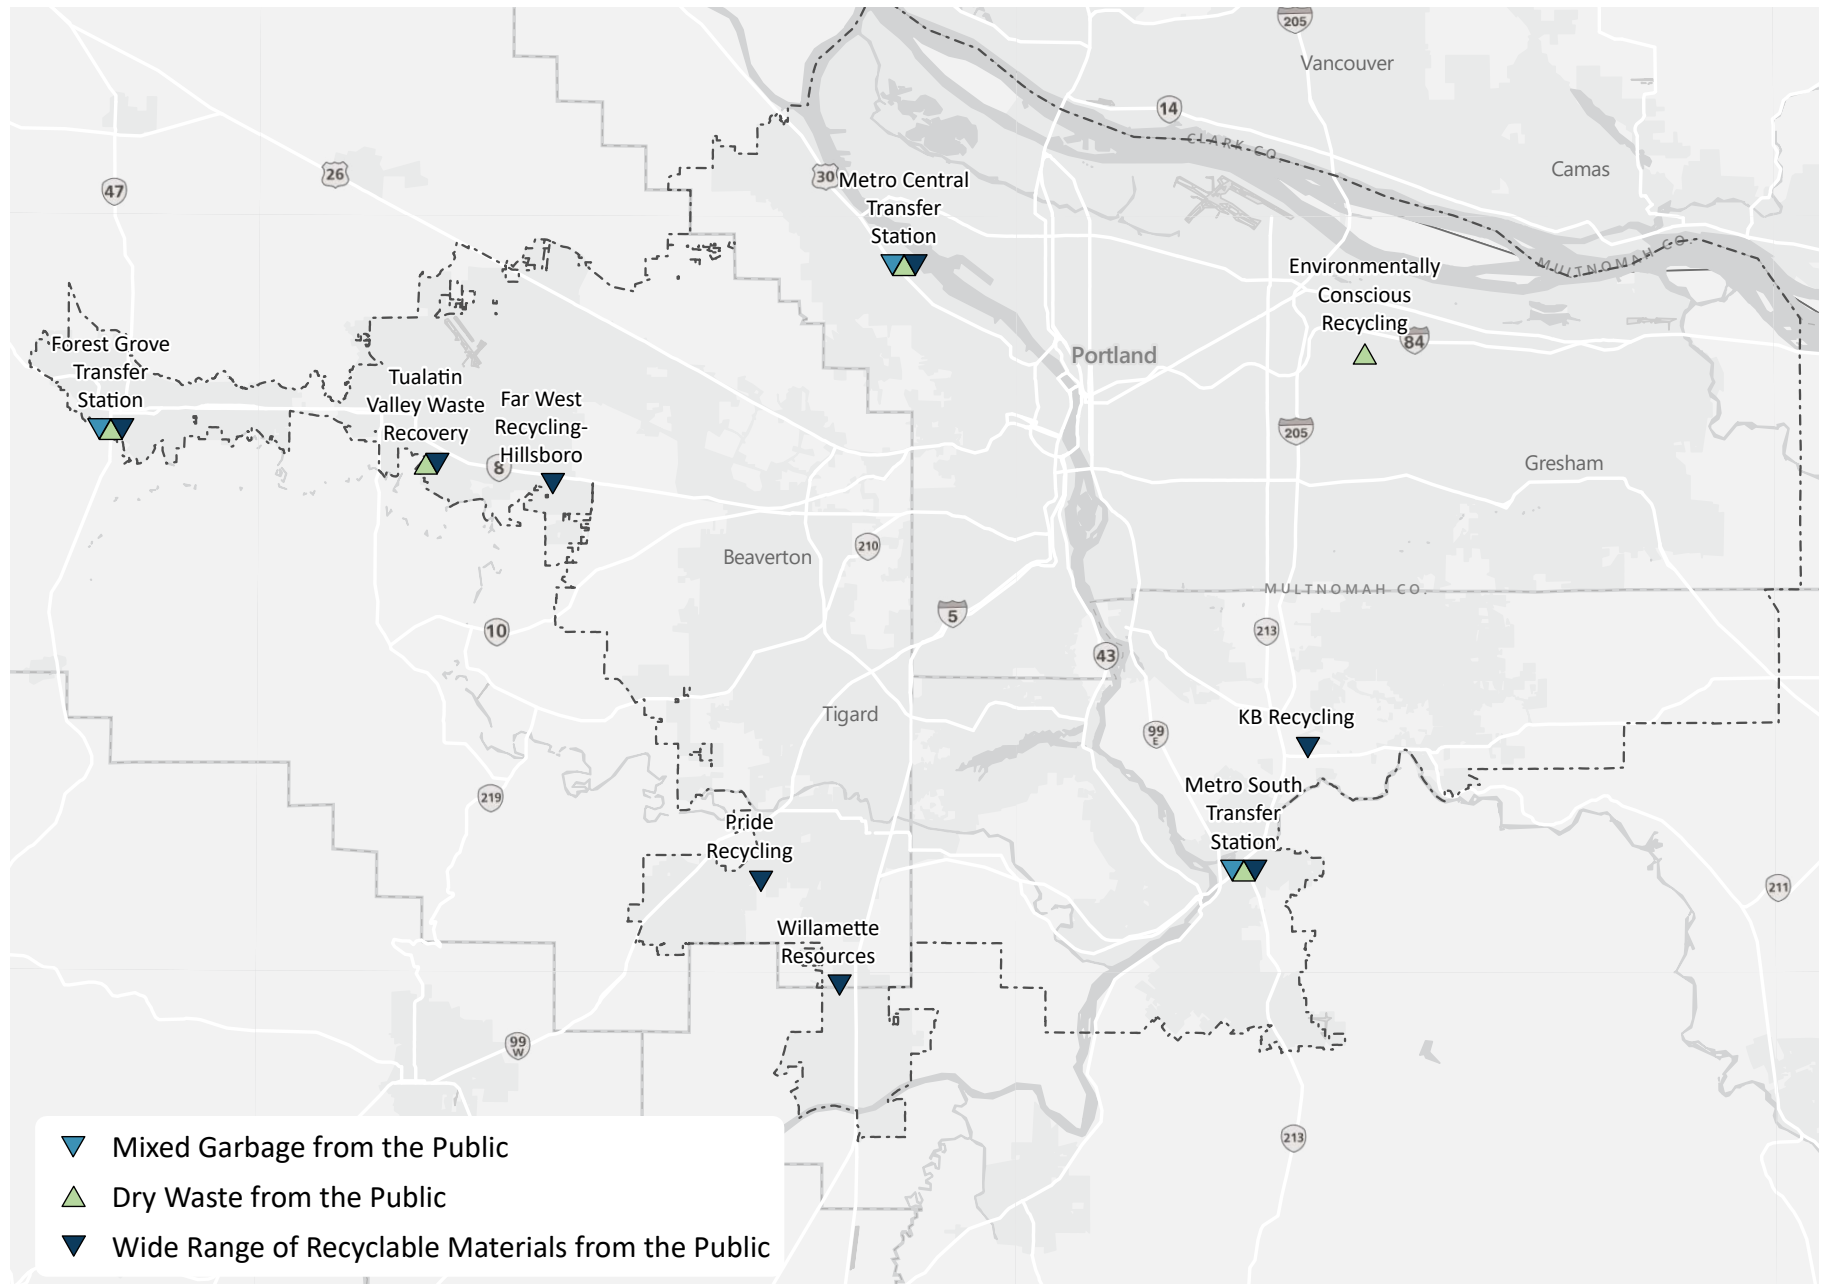 205
Vancouver
14
CLARK CO.
Camas
26
47
30
Metro Central
Transfer
Station
MULTNOMAH CO.
Environmentally
Conscious
Recycling
84
Portland
Forest Grove
Transfer
Station
Tualatin
Valley Waste
Recovery
Far West
Recycling-
Hillsboro
8
205
Gresham
Beaverton
210
MULTNOMAH CO.
5
10
213
43
Tigard
KB Recycling
99
E
Metro South
Transfer
Station
219
Pride
Recycling
211
Willamette
Resources
99
W
213
Mixed Garbage from the Public
Dry Waste from the Public
Wide Range of Recyclable Materials from the Public